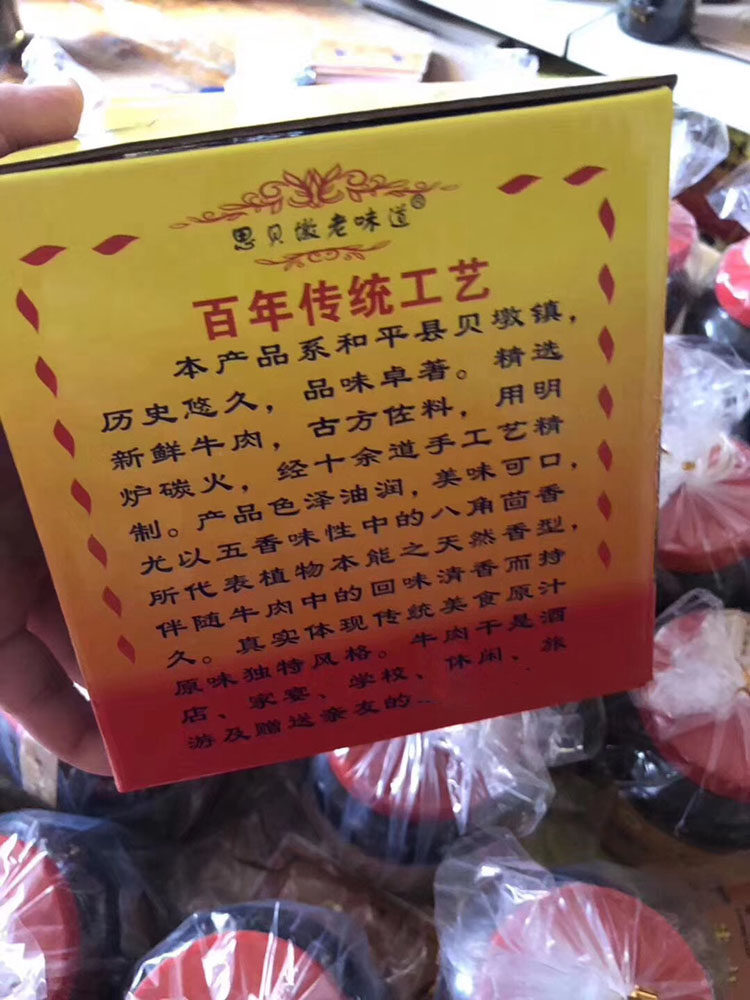 思贝墩老味道®
百年传统工艺
本产品系和平县贝墩镇，
历史悠久，品味卓著。精选
新鲜牛肉，古方佐料，用明
炉碳火，经十余道手工艺精
制。产品色泽油润，美味可口，
尤以五香味性中的八角茴香
所代表植物本能之天然香型，
伴随牛肉中的回味清香而持
久。真实体现传统美食原汁
原味独特风格。牛肉干是酒
店、家宴、学校、休闲、旅
游及赠送亲友的..